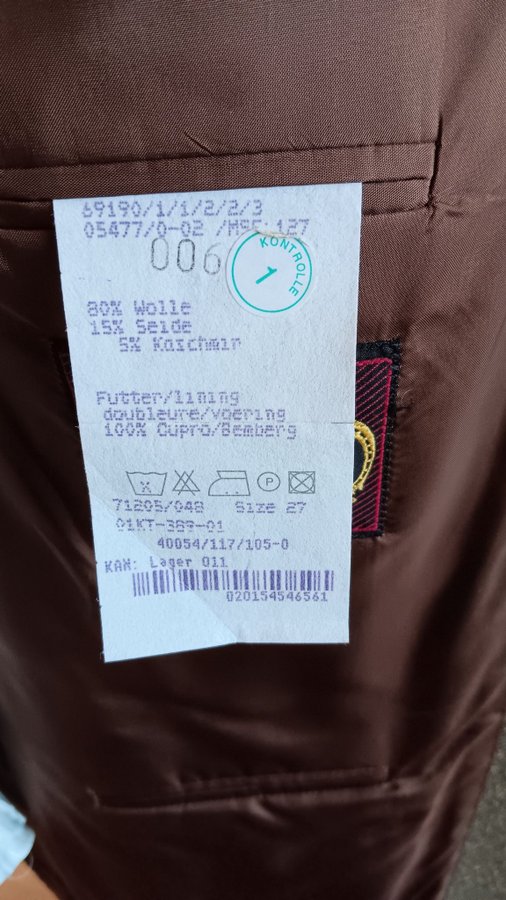 69190/1/1/2/2/3
05477/0-02 /MSF:127
006
KONTROLLE
1
80% Wolle
15% Seide
5% Kaschmir
Futter/lining
doubleure/voering
100% Cupro/Bemberg
P
71205/048 Size 27
01KT-389-01
40054/117/105-0
KAN: Lager 011
020154546561